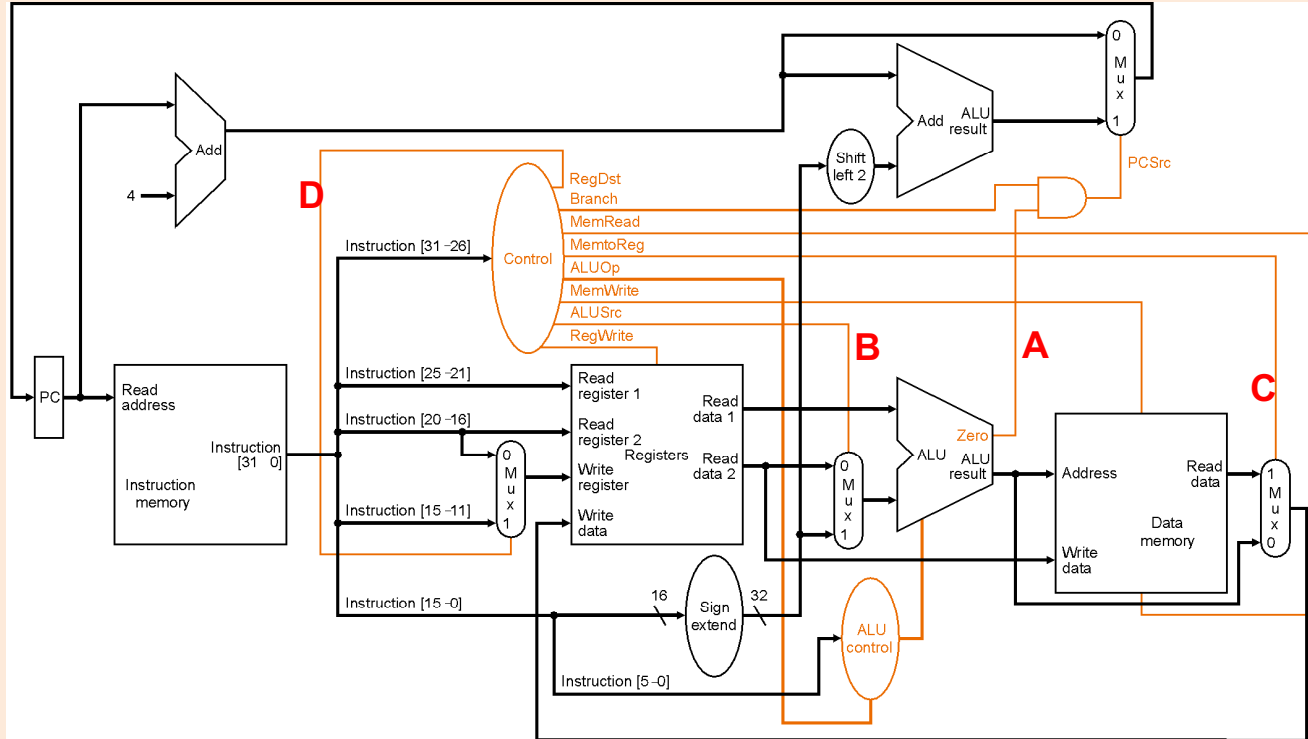 0
M
u
x
1
Add
ALU
result
Add
4
Shift
left 2
PCSrc
D
RegDst
Branch
MemRead
MemtoReg
ALUOp
MemWrite
ALUSrc
RegWrite
Control
Instruction [31–26]
B
A
C
PC
Read
address
Instruction
[31 0]
Instruction
memory
Instruction [25–21]
Instruction [20–16]
Instruction [15–11]
Instruction [15–0]
Instruction [5–0]
0
M
u
x
1
Read
register 1
Read
register 2
Registers
Write
register
Write
data
Read
data 1
Read
data 2
0
M
u
x
1
Zero
ALU
ALU
result
Address
Read
data
Data
memory
Write
data
1
M
u
x
0
16
Sign
extend
32
ALU
control